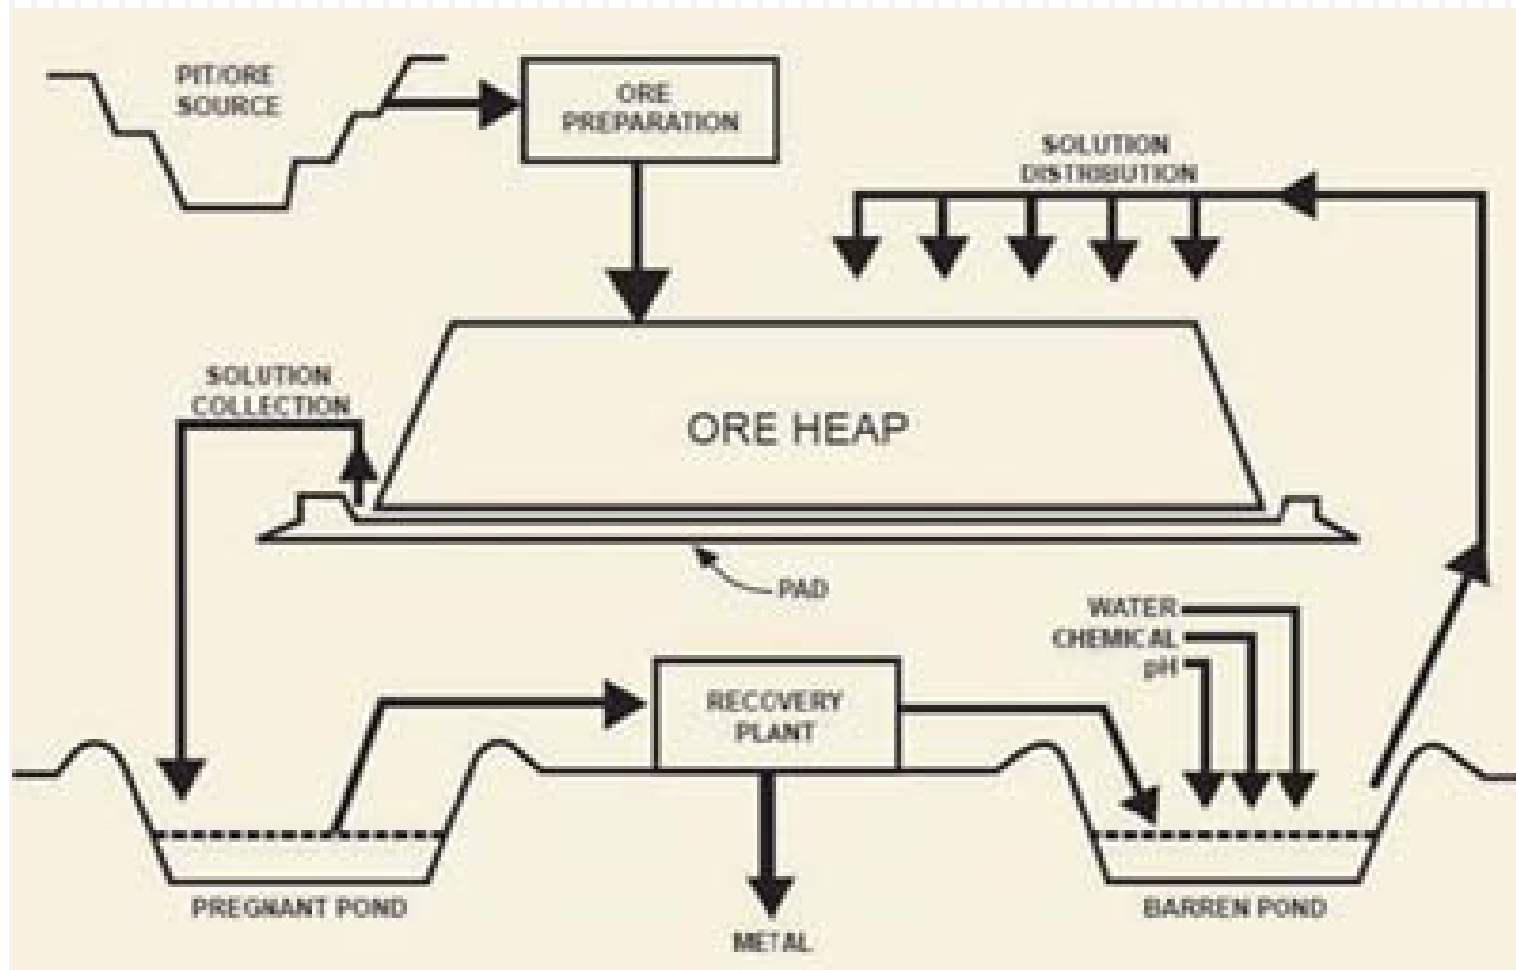 PIT/ORE
SOURCE
ORE
PREPARATION
SOLUTION
DISTRIBUTION
SOLUTION
COLLECTION
ORE HEAP
PAD
WATER
CHEMICAL
pH
RECOVERY
PLANT
PREGNANT POND
BARREN POND
METAL